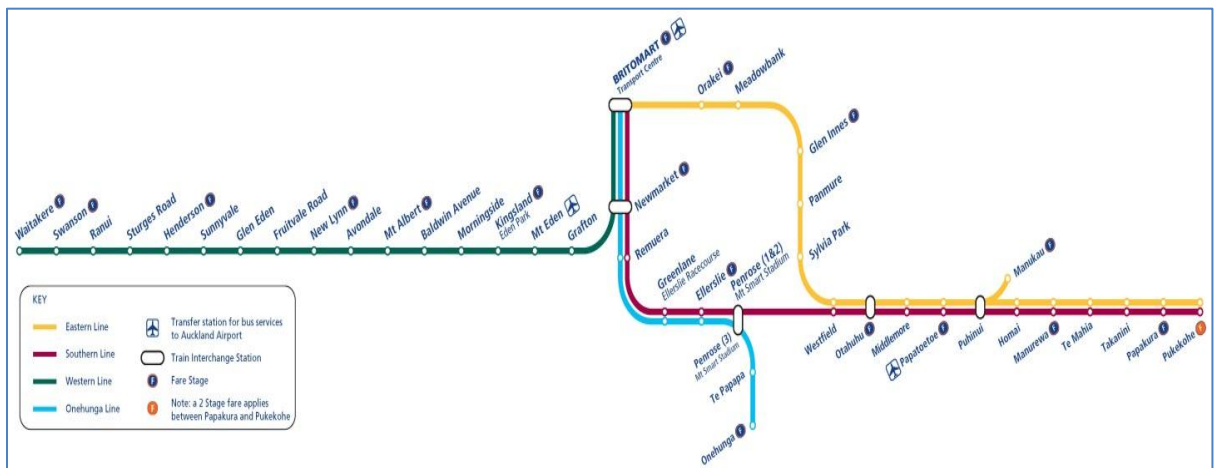 BRITOMART F
Transport Centre
Orakei F
Meadowbank
Glen Innes F
Panmure
Sylvia Park
Waitakere F
Swanson F
Ranui
Sturges Road
Henderson F
Sunnyvale
Glen Eden
Fruitvale Road
New Lynn F
Avondale
Mt Albert F
Baldwin Avenue
Morningside
Kingsland F
Eden Park
Mt Eden
Grafton
Newmarket F
Remuera
Greenlane
Ellerslie Racecourse
Ellerslie F
Penrose (1&2)
Mt Smart Stadium
Penrose (3)
Mt Smart Stadium
Te Papapa
Onehunga F
Westfield
Otahuhu F
Middlemore
Papatoetoe F
Puhinui
Manukau F
Homai
Manurewa F
Te Mahia
Takanini
Papakura F
Pukekohe F
KEY
Eastern Line
Southern Line
Western Line
Onehunga Line
Transfer station for bus services
to Auckland Airport
Train Interchange Station
F Fare Stage
F Note: a 2 Stage fare applies
between Papakura and Pukekohe